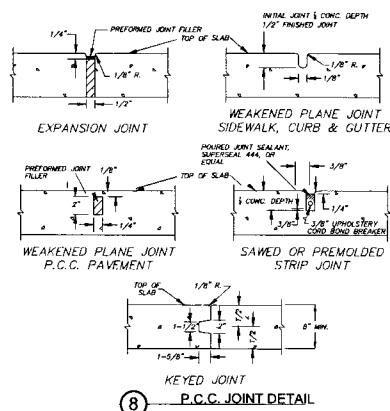 PREFORMED JOINT FILLER
1/4"
TOP OF SLAB
1/8" R.
1/2"
EXPANSION JOINT
INITIAL JOINT ¼ CONC. DEPTH
1/2" FINISHED JOINT
1/8" R.
1/8"
WEAKENED PLANE JOINT
SIDEWALK, CURB & GUTTER
PREFORMED JOINT
FILLER
1/8"
TOP OF SLAB
2"
1/4"
WEAKENED PLANE JOINT
P.C.C. PAVEMENT
POURED JOINT SEALANT,
SUPERSEAL 444, OR
EQUAL
3/8"
CONC. DEPTH
1/4"
3/8"
3/8" UPHOLSTERY
CORD BOND BREAKER
SAWED OR PREMOLDED
STRIP JOINT
TOP OF
SLAB
1/8" R.
1-1/2"
2"
T/2
T/2
8" MIN.
1-5/8"
KEYED JOINT
8 P.C.C. JOINT DETAIL